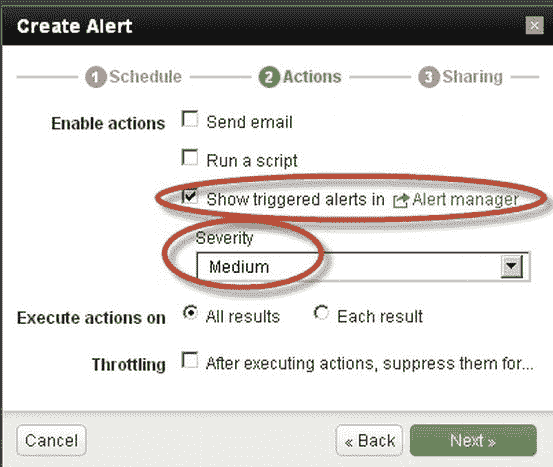 Create Alert
1 Schedule 2 Actions 3 Sharing
Enable actions Send email
Run a script
Show triggered alerts in Alert manager
Severity
Medium
Execute actions on All results Each result
Throttling After executing actions, suppress them for...
Cancel « Back Next »